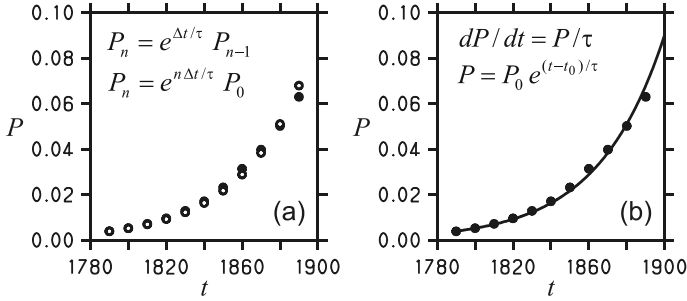 0.10
0.08
0.06
0.04
0.02
0.00
P
1780
1820
1860
1900
t
P_n = e^{Δt/τ} P_{n−1}
P_n = e^{nΔt/τ} P_0
(a)
0.10
0.08
0.06
0.04
0.02
0.00
P
1780
1820
1860
1900
t
dP/dt = P/τ
P = P_0 e^{(t−t_0)/τ}
(b)